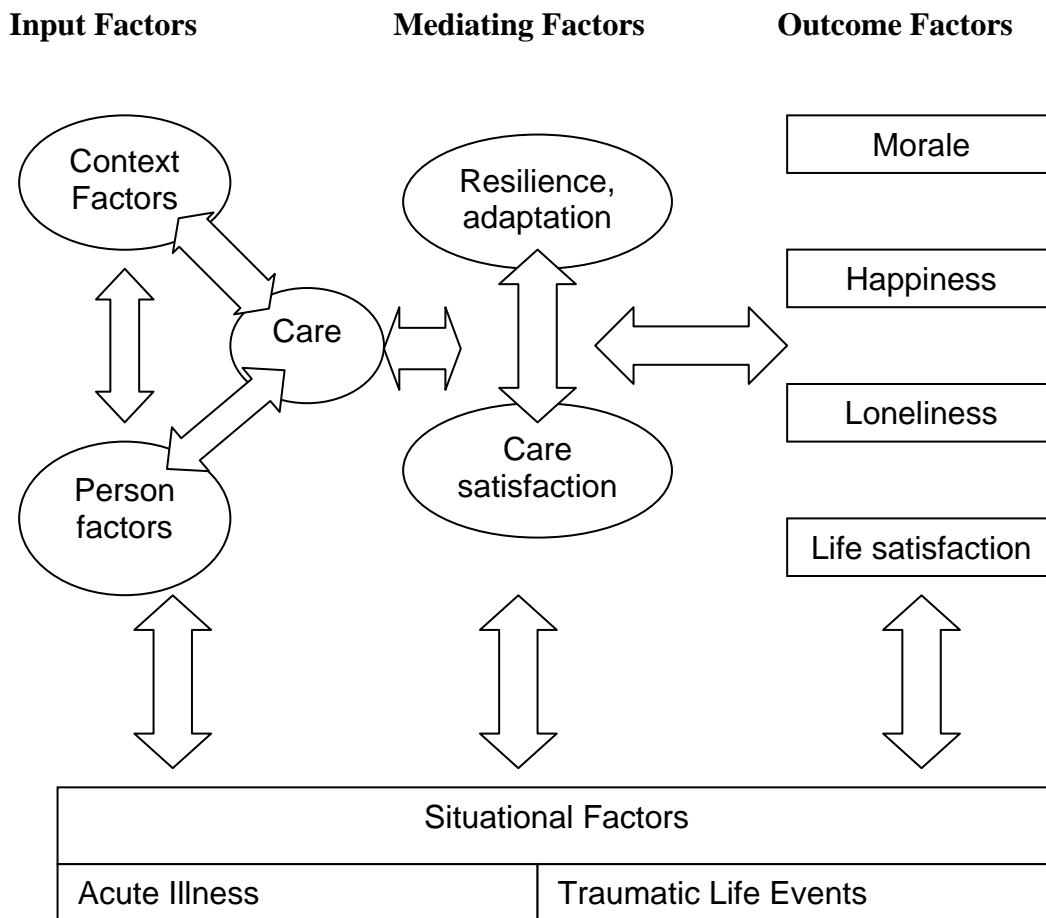 Input Factors
Mediating Factors
Outcome Factors
Context
Factors
Care
Person
factors
Resilience,
adaptation
Care
satisfaction
Morale
Happiness
Loneliness
Life satisfaction
Situational Factors
Acute Illness
Traumatic Life Events